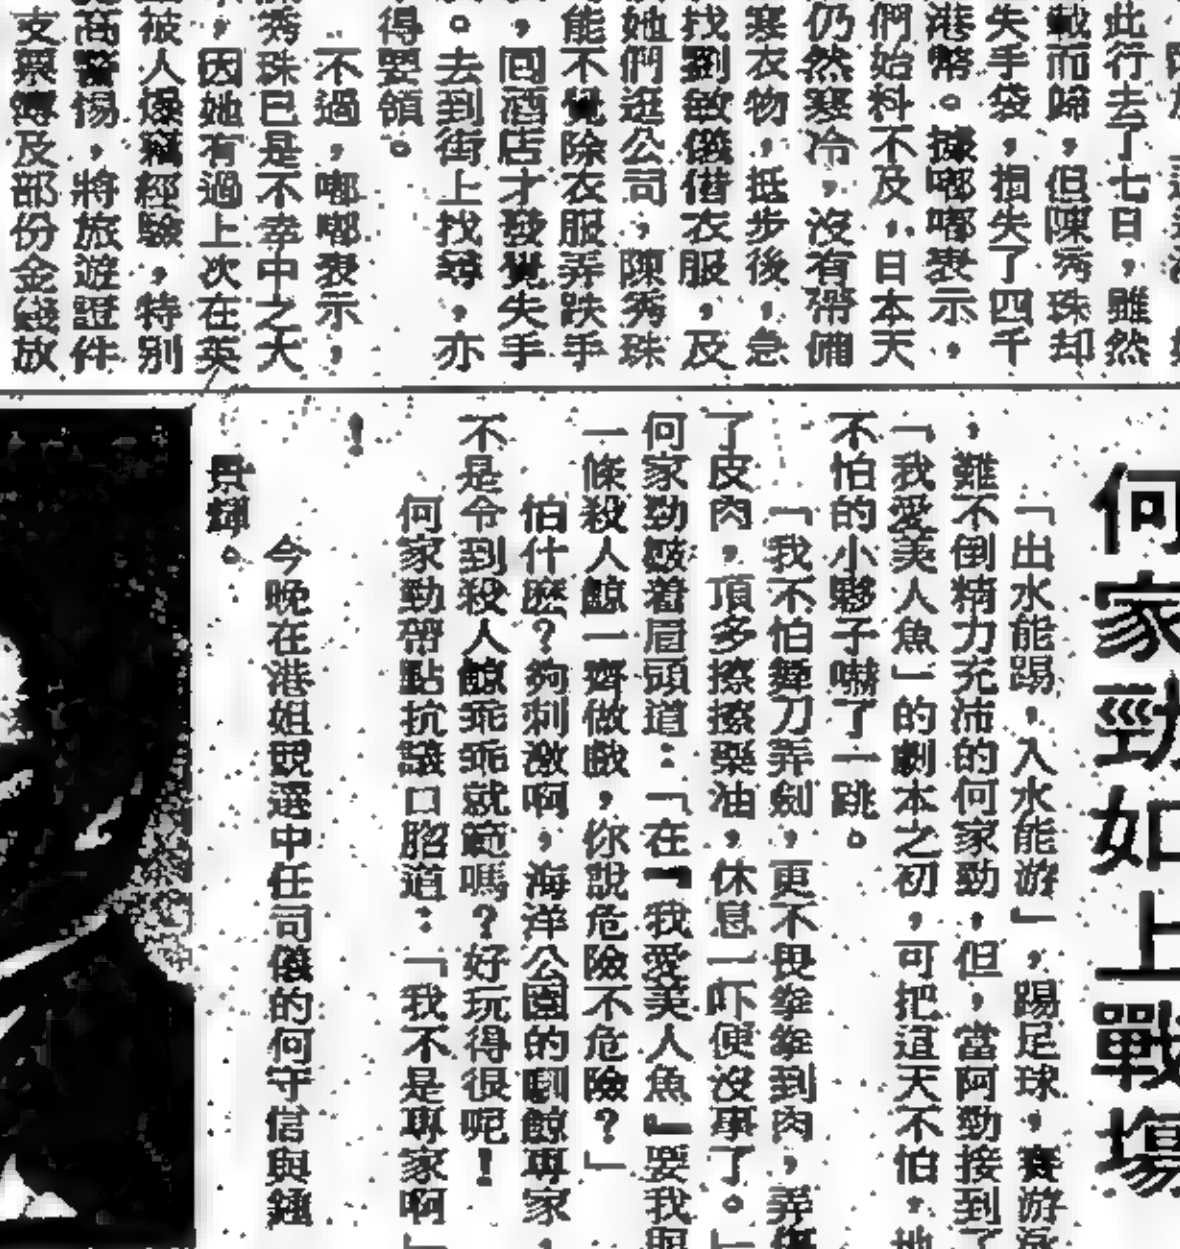 此行去了七日，雖然
載而歸，但陳秀珠却
失手袋，損失了四千
港幣。據嘟嘟表示，
們始料不及，日本天
仍然寒冷，沒有帶備
寒衣物，抵步後，急
找到敏儀借衣服，及
她們逛公司，陳秀珠
能不覺除衣服弄跌手
，回酒店才發覺失手
。去到街上找尋，亦
得要領。
不過，嘟嘟表示，
秀珠已是不幸中之大
，因她有過上次在英
被人爆竊經驗，特別
商警惕，將旅遊證件
支票簿及部份金錢放
何家勁如上戰場
「出水能踢，入水能游」，踢足球，賽游泳
，難不倒精力充沛的何家勁，但，當阿勁接到了
「我愛美人魚」的劇本之初，可把這天不怕，地
不怕的小夥子嚇了一跳。
「我不怕舞刀弄劍，更不畏拳拳到肉，弄傷
了皮肉，頂多擦擦藥油，休息一吓便沒事了。」
何家勁皺着眉頭道：「在『我愛美人魚』要我跟
一條殺人鯨一齊做戲，你說危險不危險？」
怕什麽？夠刺激啊，海洋公園的訓鯨專家，
不是令到殺人鯨乖乖就範嗎？好玩得很呢！
何家勁帶點抗議口脗道：「我不是專家啊」
！
今晚在港姐競選中任司儀的何守信與鍾
景輝。